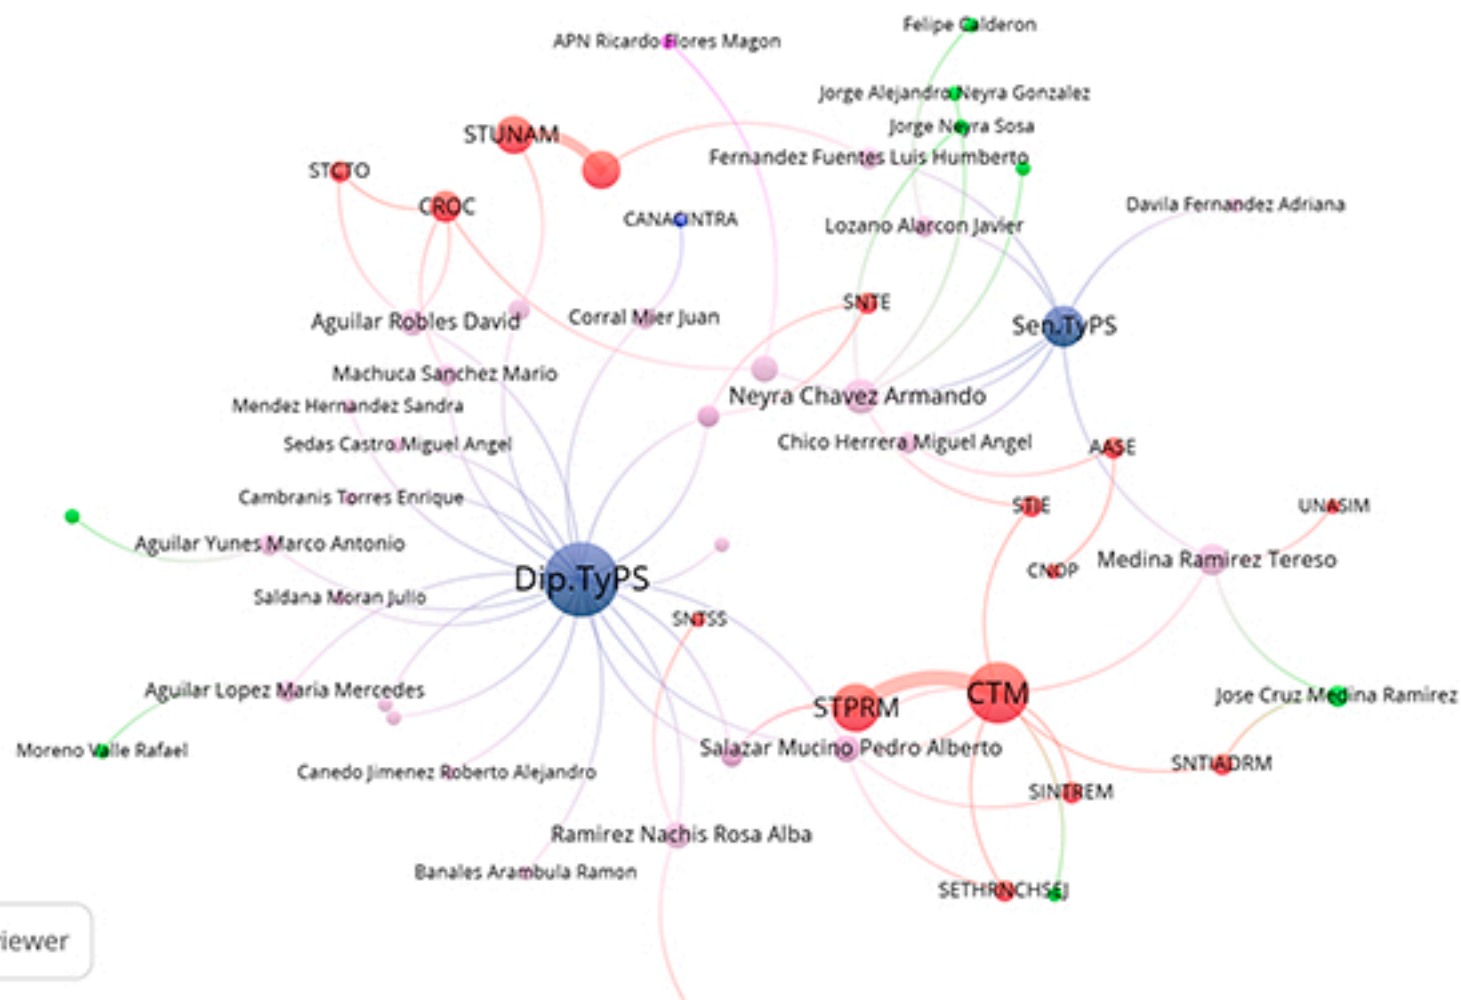 Felipe Calderon
APN Ricardo Flores Magon
Jorge Alejandro Neyra Gonzalez
Jorge Neyra Sosa
STUNAM
Fernandez Fuentes Luis Humberto
STCTO
CROC
Davila Fernandez Adriana
CANACINTRA
Lozano Alarcon Javier
SNTE
Aguilar Robles David
Corral Mier Juan
Sen.TyPS
Machuca Sanchez Mario
Neyra Chavez Armando
Mendez Hernandez Sandra
Sedas Castro Miguel Angel
Chico Herrera Miguel Angel
AASE
Cambranis Torres Enrique
STIE
UNASIM
Aguilar Yunes Marco Antonio
Medina Ramirez Tereso
CNOP
Dip.TyPS
Saldana Moran Julio
SNTSS
Aguilar Lopez Maria Mercedes
CTM
Jose Cruz Medina Ramirez
STPRM
Moreno Valle Rafael
Salazar Mucino Pedro Alberto
SNTIADRM
Canedo Jimenez Roberto Alejandro
SINTREM
Ramirez Nachis Rosa Alba
Banales Arambula Ramon
SETHRNCHSEJ
iewer